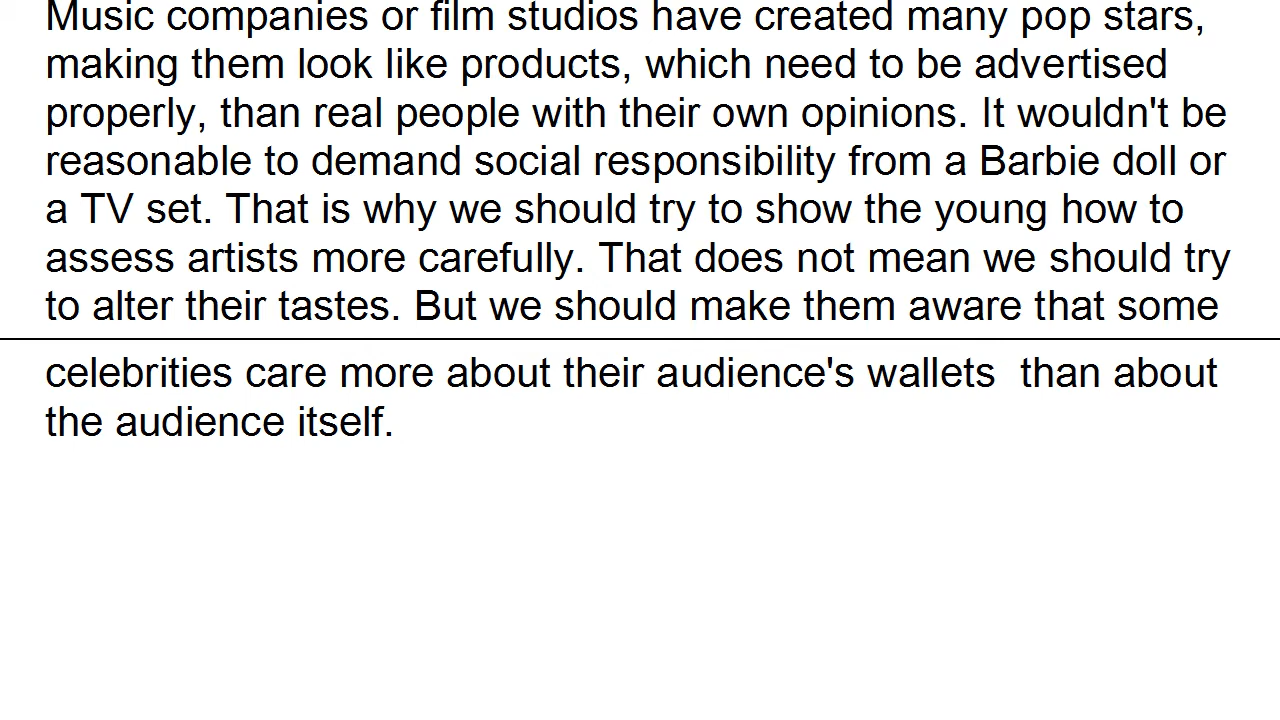 Music companies or film studios have created many pop stars,
making them look like products, which need to be advertised
properly, than real people with their own opinions. It wouldn't be
reasonable to demand social responsibility from a Barbie doll or
a TV set. That is why we should try to show the young how to
assess artists more carefully. That does not mean we should try
to alter their tastes. But we should make them aware that some
celebrities care more about their audience's wallets  than about
the audience itself.